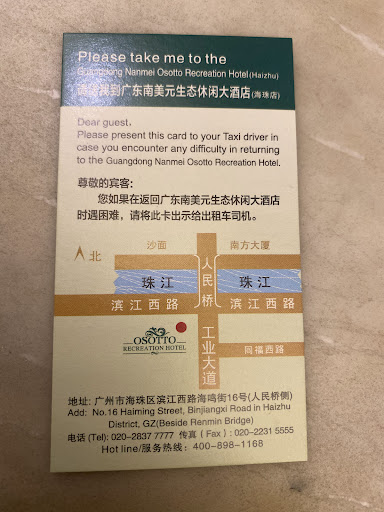 Please take me to the
Guangdong Nanmei Osotto Recreation Hotel (Haizhu)
请送我到广东南美元生态休闲大酒店(海珠店)
Dear guest,
Please present this card to your Taxi driver in
case you encounter any difficulty in returning
to the Guangdong Nanmei Osotto Recreation Hotel.
尊敬的宾客:
您如果在返回广东南美元生态休闲大酒店
时遇困难,请将此卡出示给出租车司机。
北
沙面
南方大厦
珠江
人民桥
珠江
滨江西路
滨江西路
OSOTTO
RECREATION HOTEL
工业大道
同福西路
地址: 广州市海珠区滨江西路海鸣街16号(人民桥侧)
Add: No.16 Haiming Street, Binjiangxi Road in Haizhu
District, GZ(Beside Renmin Bridge)
电话 (Tel): 020-2837 7777 传真 (Fax): 020-2231 5555
Hot line/服务热线: 400-898-1168